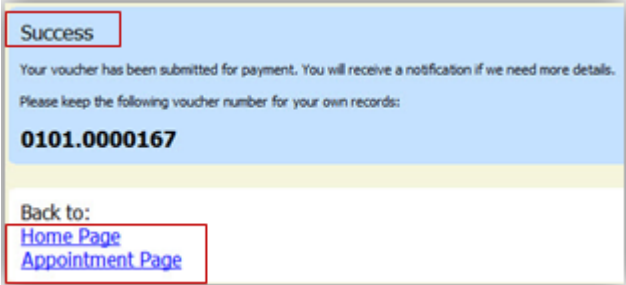 Success
Your voucher has been submitted for payment. You will receive a notification if we need more details.
Please keep the following voucher number for your own records:
0101.0000167
Back to:
Home Page
Appointment Page